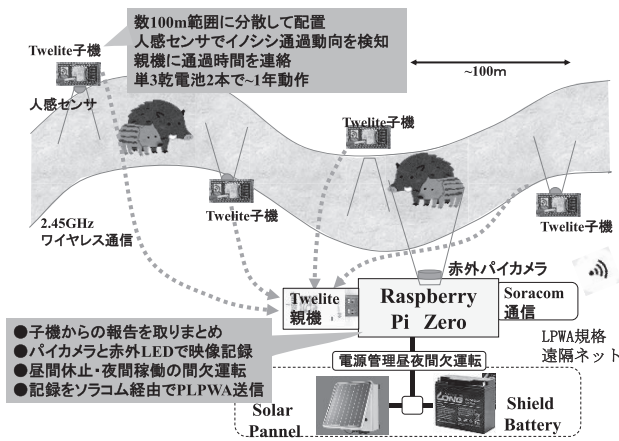 数100m範囲に分散して配置
人感センサでイノシシ通過動向を検知
親機に通過時間を連絡
単3乾電池2本で~1年動作
Twelite子機
人感センサ
~100m
Twelite子機
Twelite子機
Twelite子機
2.45GHz
ワイヤレス通信
赤外パイカメラ
Twelite
親機
Raspberry
Pi Zero
Soracom
通信
LPWA規格
遠隔ネット
●子機からの報告を取りまとめ
●パイカメラと赤外LEDで映像記録
●昼間休止・夜間稼働の間欠運転
●記録をソラコム経由でPLPWA送信
電源管理昼夜間欠運転
Solar
Pannel
LONG
Shield
Battery